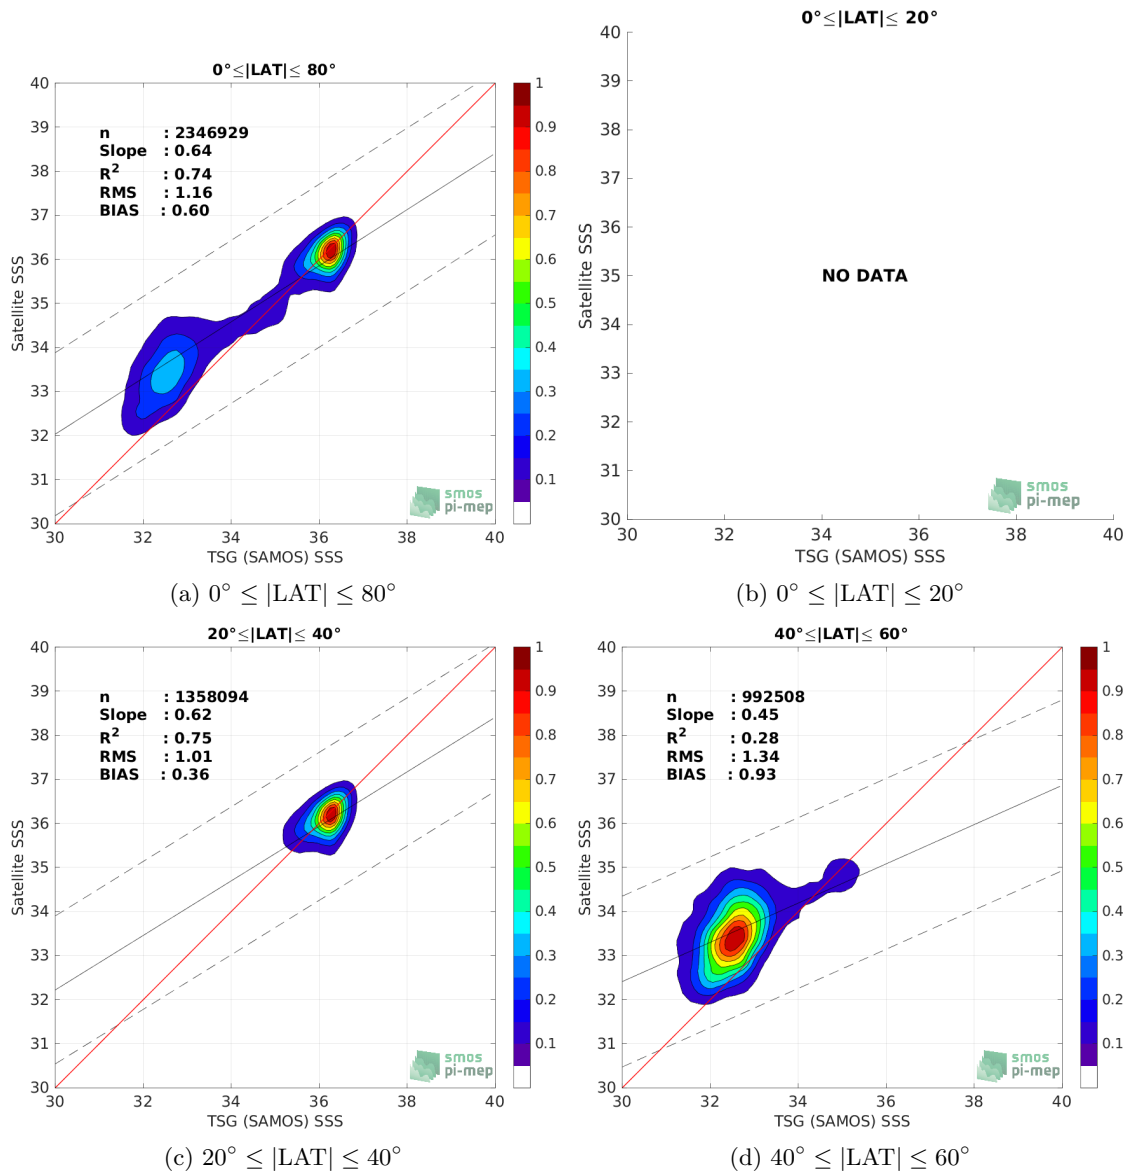 0°≤|LAT|≤ 80°
n : 2346929
Slope : 0.64
R² : 0.74
RMS : 1.16
BIAS : 0.60
Satellite SSS
40
39
38
37
36
35
34
33
32
31
30
30 32 34 36 38 40
TSG (SAMOS) SSS
1
0.9
0.8
0.7
0.6
0.5
0.4
0.3
0.2
0.1
smos
pi-mep
(a) 0° ≤ |LAT| ≤ 80°
0°≤|LAT|≤ 20°
NO DATA
Satellite SSS
40
39
38
37
36
35
34
33
32
31
30
30 32 34 36 38 40
TSG (SAMOS) SSS
smos
pi-mep
(b) 0° ≤ |LAT| ≤ 20°
20°≤|LAT|≤ 40°
n : 1358094
Slope : 0.62
R² : 0.75
RMS : 1.01
BIAS : 0.36
Satellite SSS
40
39
38
37
36
35
34
33
32
31
30
30 32 34 36 38 40
TSG (SAMOS) SSS
1
0.9
0.8
0.7
0.6
0.5
0.4
0.3
0.2
0.1
smos
pi-mep
(c) 20° ≤ |LAT| ≤ 40°
40°≤|LAT|≤ 60°
n : 992508
Slope : 0.45
R² : 0.28
RMS : 1.34
BIAS : 0.93
Satellite SSS
40
39
38
37
36
35
34
33
32
31
30
30 32 34 36 38 40
TSG (SAMOS) SSS
1
0.9
0.8
0.7
0.6
0.5
0.4
0.3
0.2
0.1
smos
pi-mep
(d) 40° ≤ |LAT| ≤ 60°